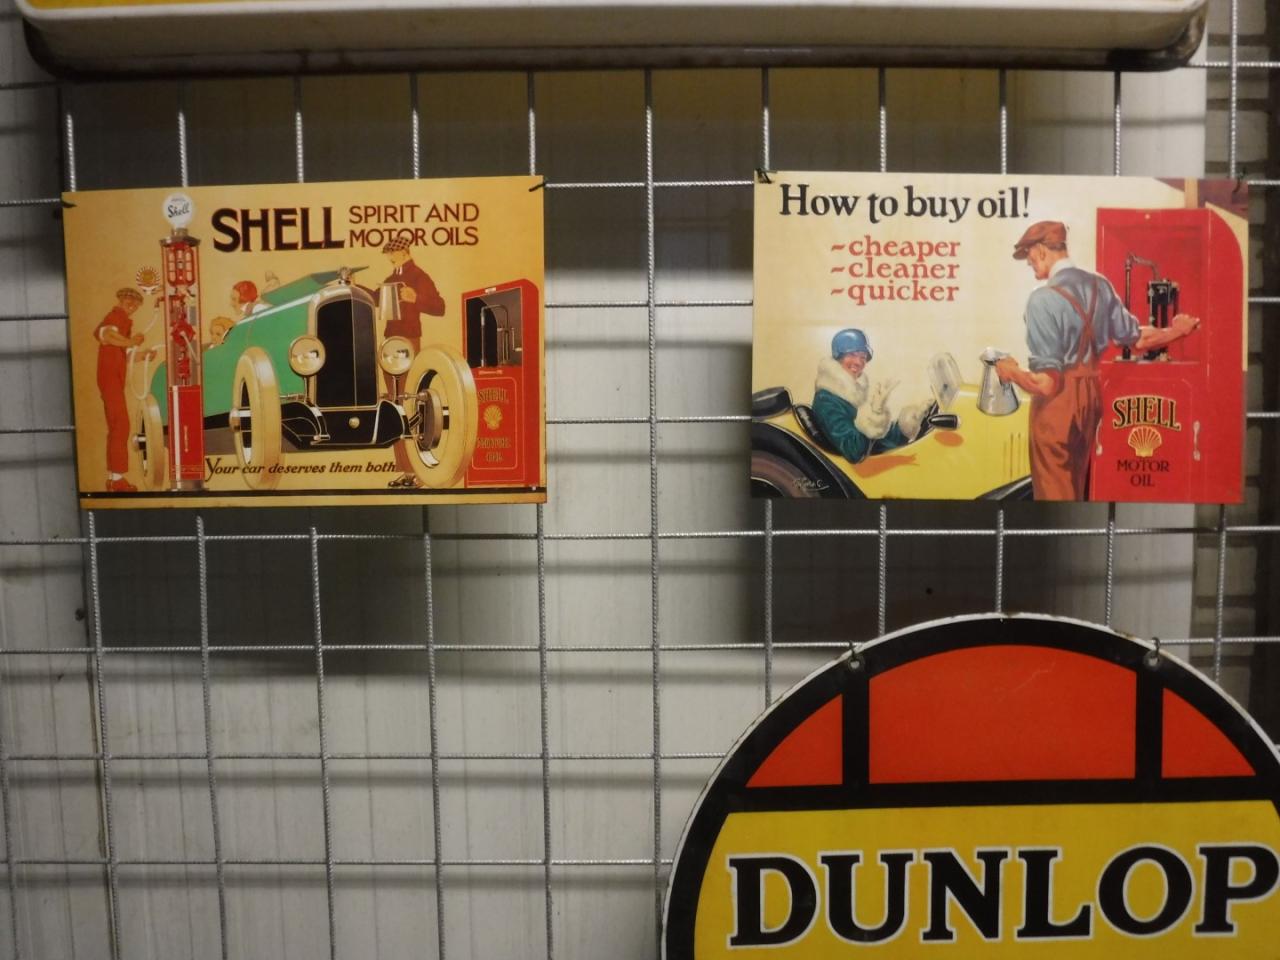 Shell
SHELL SPIRIT AND
MOTOR OILS
SHELL
MOTOR
OIL
Your car deserves them both
How to buy oil!
-cheaper
-cleaner
-quicker
SHELL
MOTOR
OIL
DUNLOP